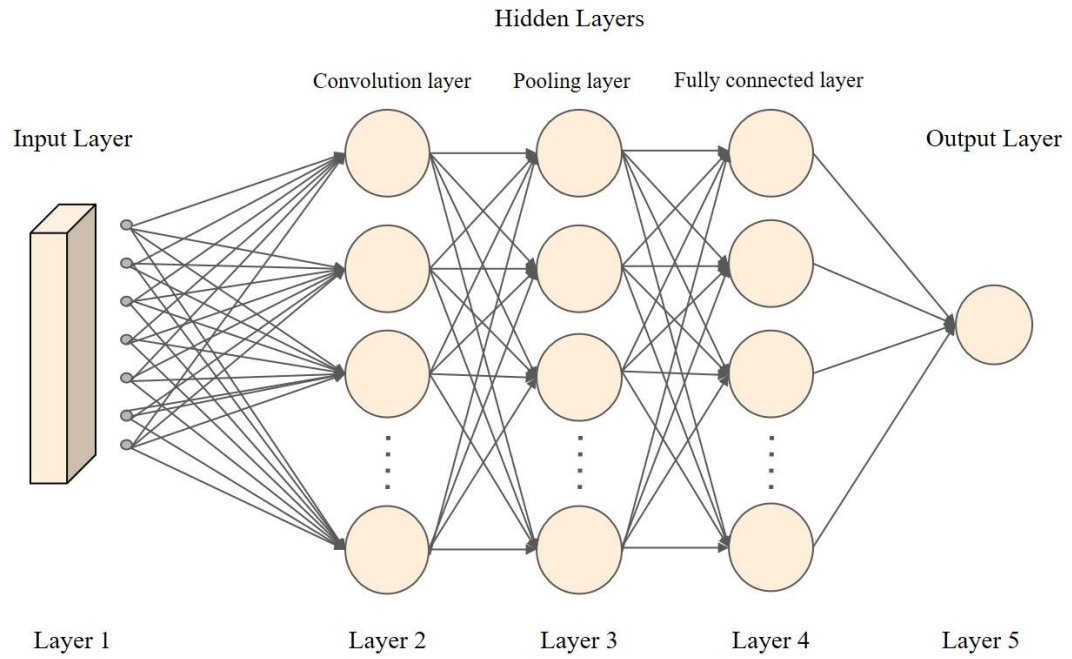 Hidden Layers
Convolution layer
Pooling layer
Fully connected layer
Input Layer
Output Layer
Layer 1
Layer 2
Layer 3
Layer 4
Layer 5